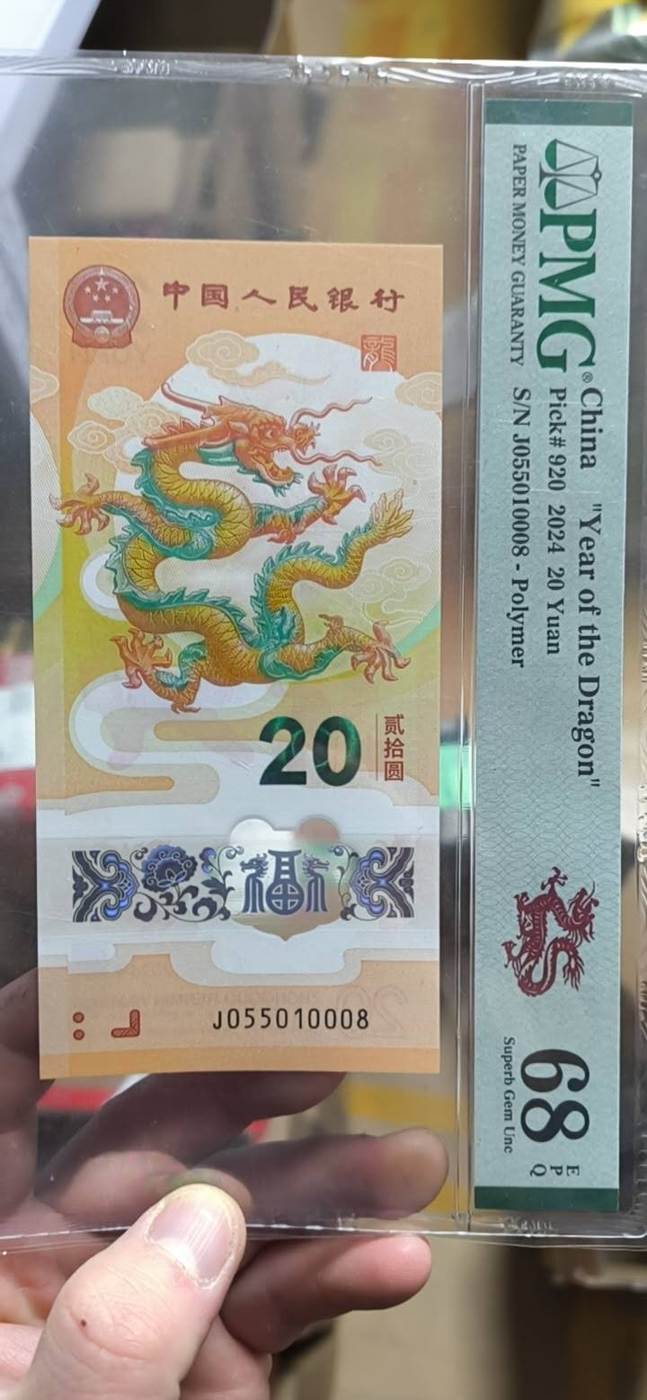 中国人民银行
龍
20
贰拾圆
福
J055010008
PMG®
PAPER MONEY GUARANTY
China "Year of the Dragon"
Pick# 920 2024 20 Yuan
S/N J055010008 - Polymer
68
EPQ
Superb Gem Unc